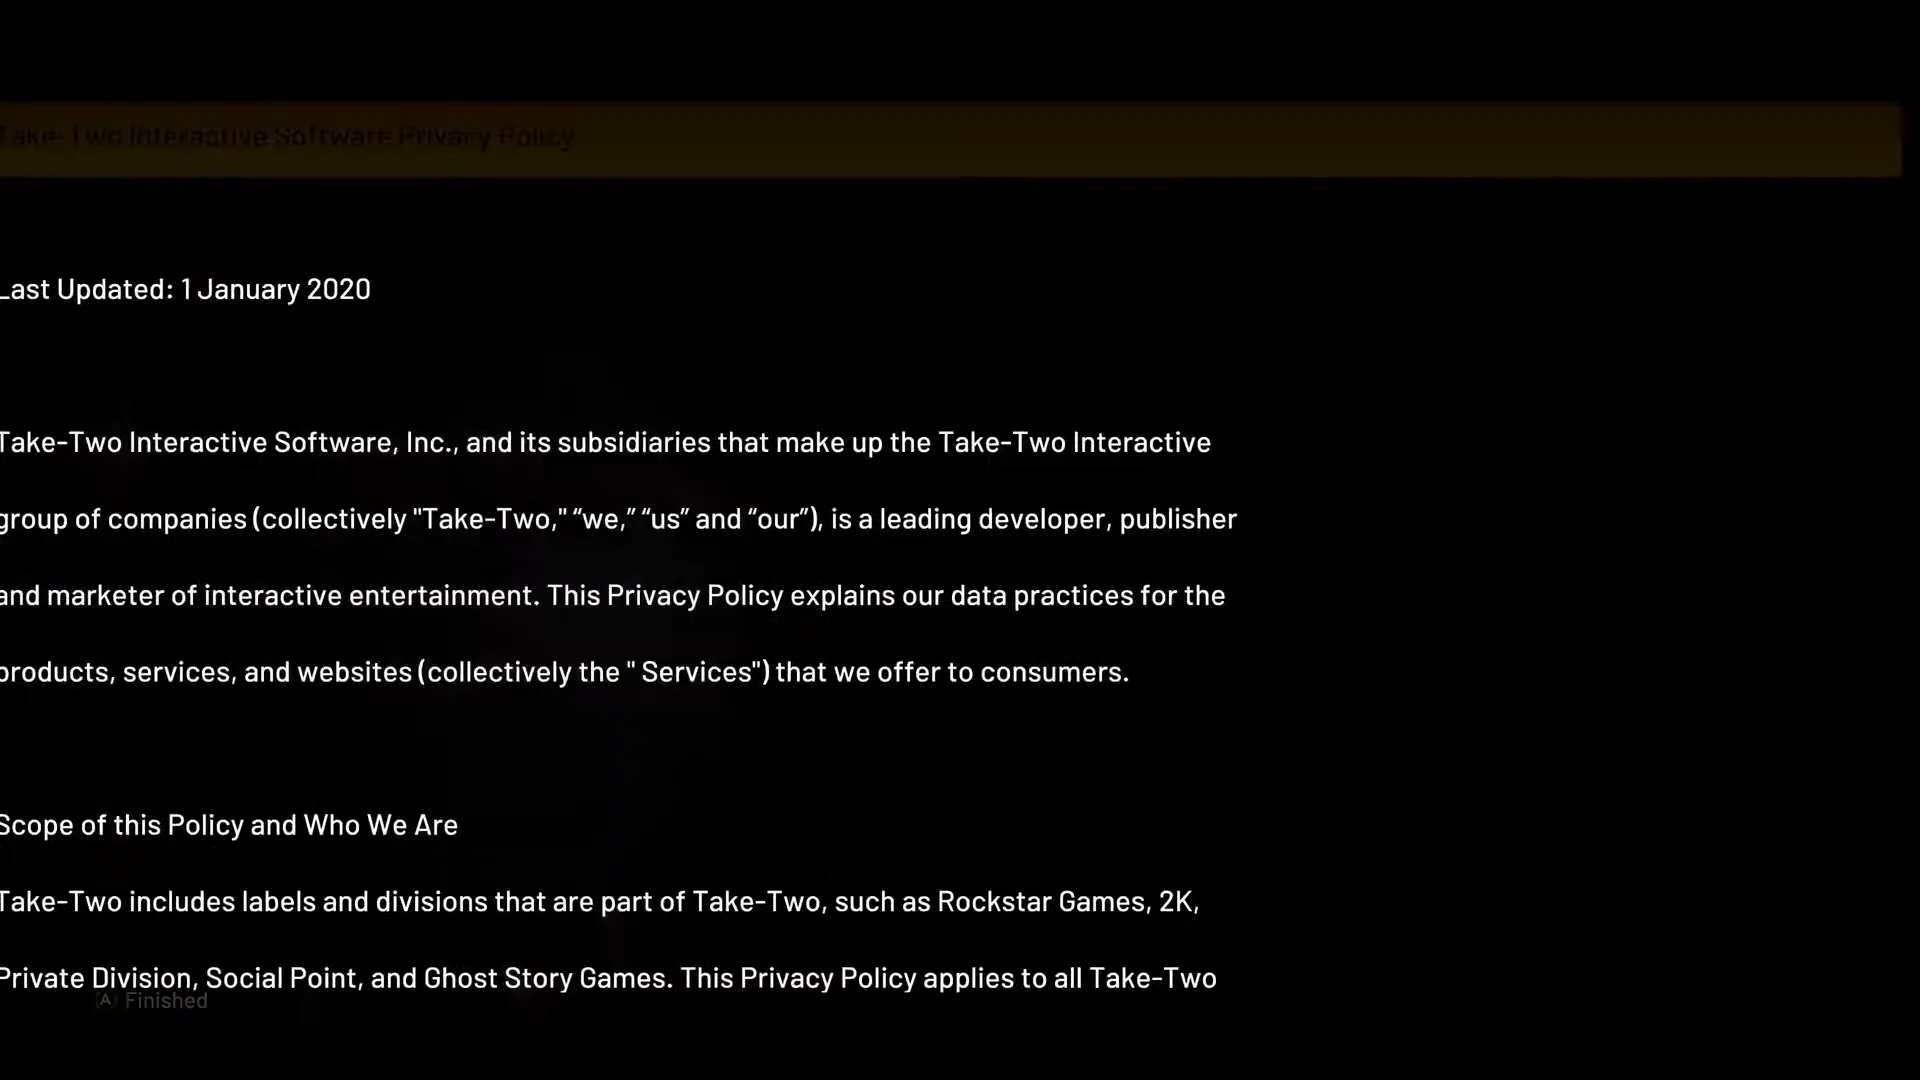 Take-Two Interactive Software Privacy Policy
Last Updated: 1 January 2020
Take-Two Interactive Software, Inc., and its subsidiaries that make up the Take-Two Interactive
group of companies (collectively "Take-Two," “we,” “us” and “our”), is a leading developer, publisher
and marketer of interactive entertainment. This Privacy Policy explains our data practices for the
products, services, and websites (collectively the " Services") that we offer to consumers.
Scope of this Policy and Who We Are
Take-Two includes labels and divisions that are part of Take-Two, such as Rockstar Games, 2K,
Private Division, Social Point, and Ghost Story Games. This Privacy Policy applies to all Take-Two
(A) Finished